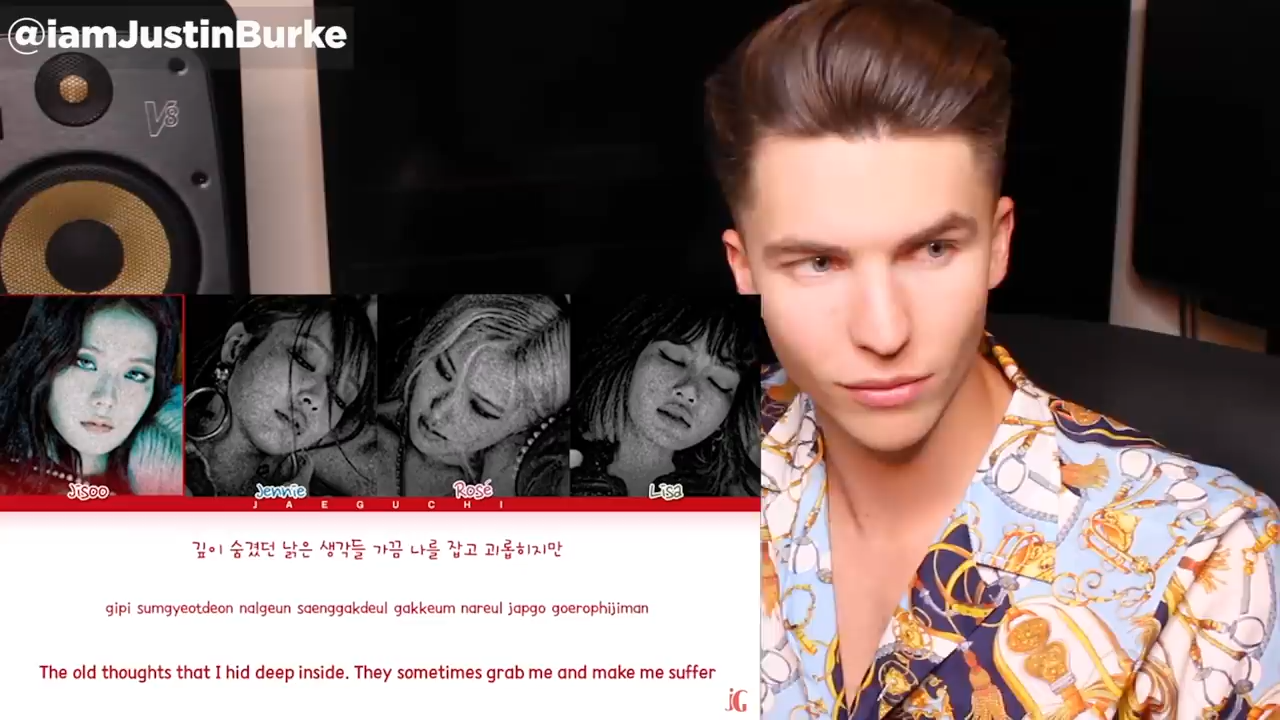 @iamJustinBurke
V8
Jisoo Jennie Rosé Lisa
JAEGUCHI
깊이 숨겼던 낡은 생각들 가끔 나를 잡고 괴롭히지만
gipi sumgyeotdeon nalgeun saenggakdeul gakkeum nareul japgo goerophijiman
The old thoughts that I hid deep inside. They sometimes grab me and make me suffer
jG